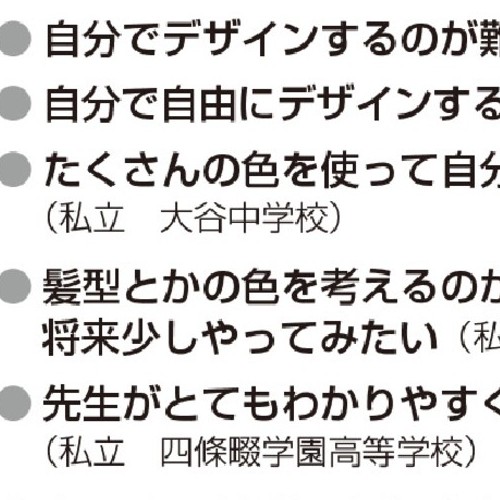 ● 自分でデザインするのが難
● 自分で自由にデザインする
● たくさんの色を使って自分
（私立　大谷中学校）
● 髪型とかの色を考えるのが
将来少しやってみたい（私
● 先生がとてもわかりやすく
（私立　四條畷学園高等学校）